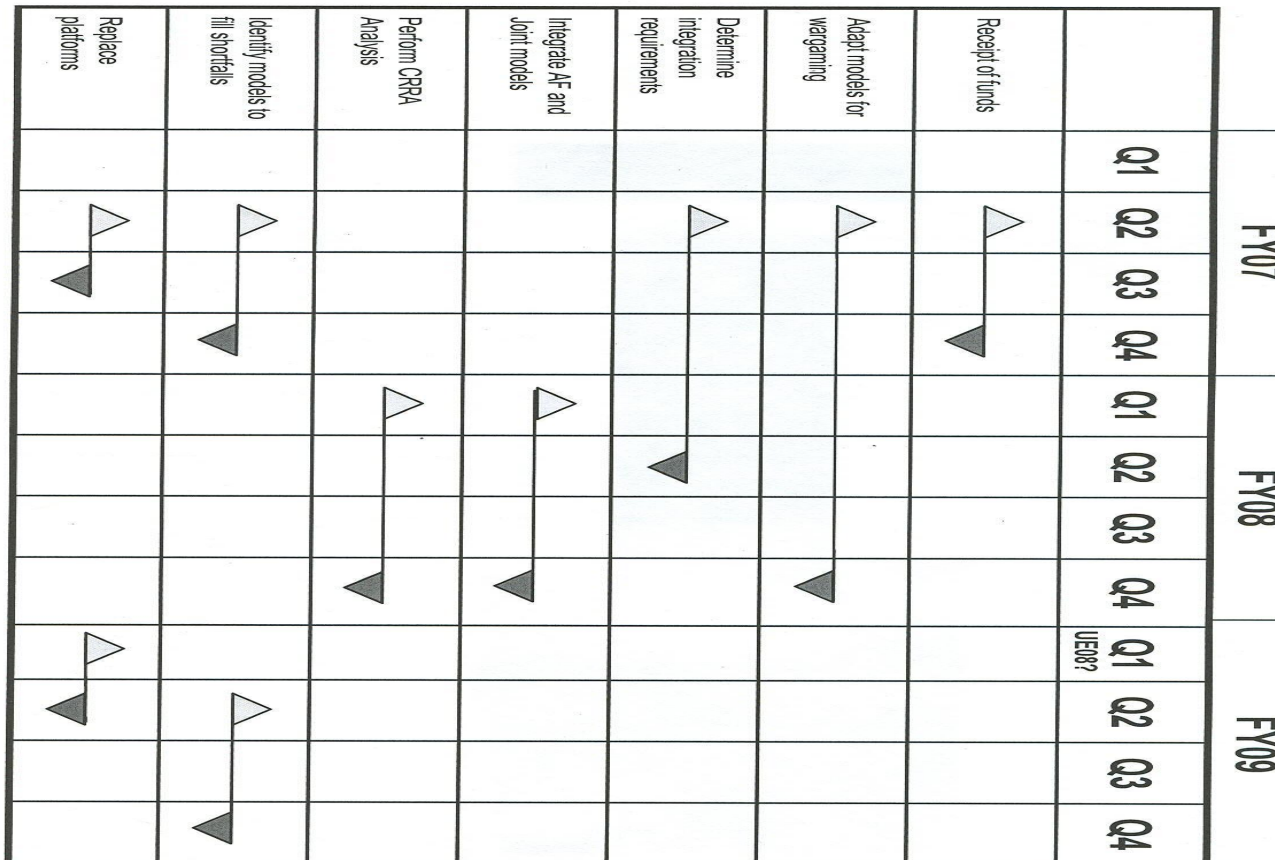 FY07
FY08
FY09
Q1
Q2
Q3
Q4
Q1
Q2
Q3
Q4
Q1
UE08?
Q2
Q3
Q4
Receipt of funds
Adapt models for
wargaming
Determine
integration
requirements
Integrate AF and
Joint models
Perform CRRA
Analysis
Identify models to
fill shortfalls
Replace
platforms